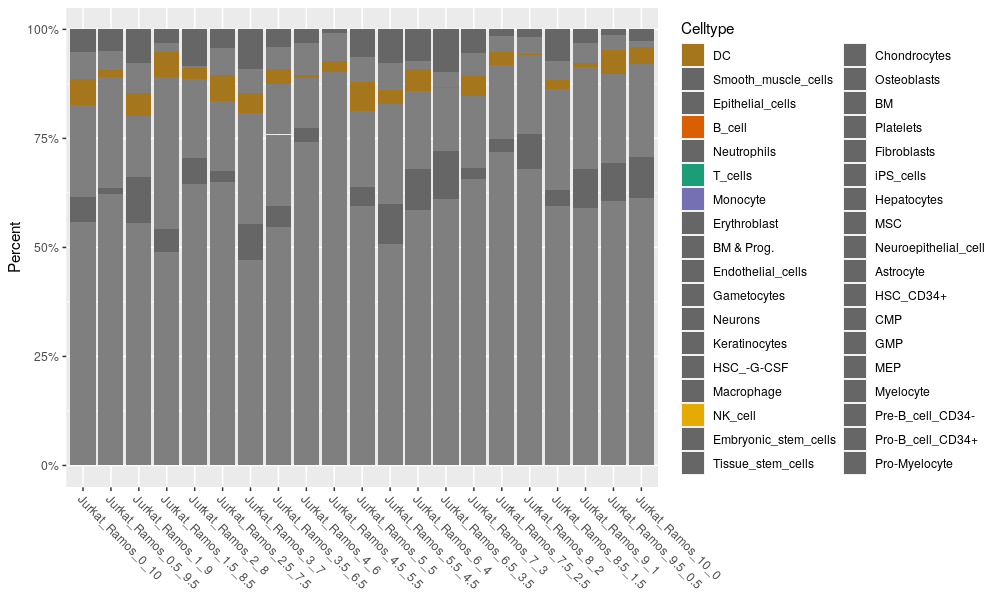 Celltype
100%
75%
50%
25%
0%
Percent
DC
Smooth_muscle_cells
Epithelial_cells
B_cell
Neutrophils
T_cells
Monocyte
Erythroblast
BM & Prog.
Endothelial_cells
Gametocytes
Neurons
Keratinocytes
HSC_-G-CSF
Macrophage
NK_cell
Embryonic_stem_cells
Tissue_stem_cells
Chondrocytes
Osteoblasts
BM
Platelets
Fibroblasts
iPS_cells
Hepatocytes
MSC
Neuroepithelial_cell
Astrocyte
HSC_CD34+
CMP
GMP
MEP
Myelocyte
Pre-B_cell_CD34-
Pro-B_cell_CD34+
Pro-Myelocyte
Jurkat_Ramos_0_10
Jurkat_Ramos_0.5_9.5
Jurkat_Ramos_1_9
Jurkat_Ramos_1.5_8.5
Jurkat_Ramos_2_8
Jurkat_Ramos_2.5_7.5
Jurkat_Ramos_3_7
Jurkat_Ramos_3.5_6.5
Jurkat_Ramos_4_6
Jurkat_Ramos_4.5_5.5
Jurkat_Ramos_5_5
Jurkat_Ramos_5.5_4.5
Jurkat_Ramos_6_4
Jurkat_Ramos_6.5_3.5
Jurkat_Ramos_7_3
Jurkat_Ramos_7.5_2.5
Jurkat_Ramos_8_2
Jurkat_Ramos_8.5_1.5
Jurkat_Ramos_9_1
Jurkat_Ramos_9.5_0.5
Jurkat_Ramos_10_0